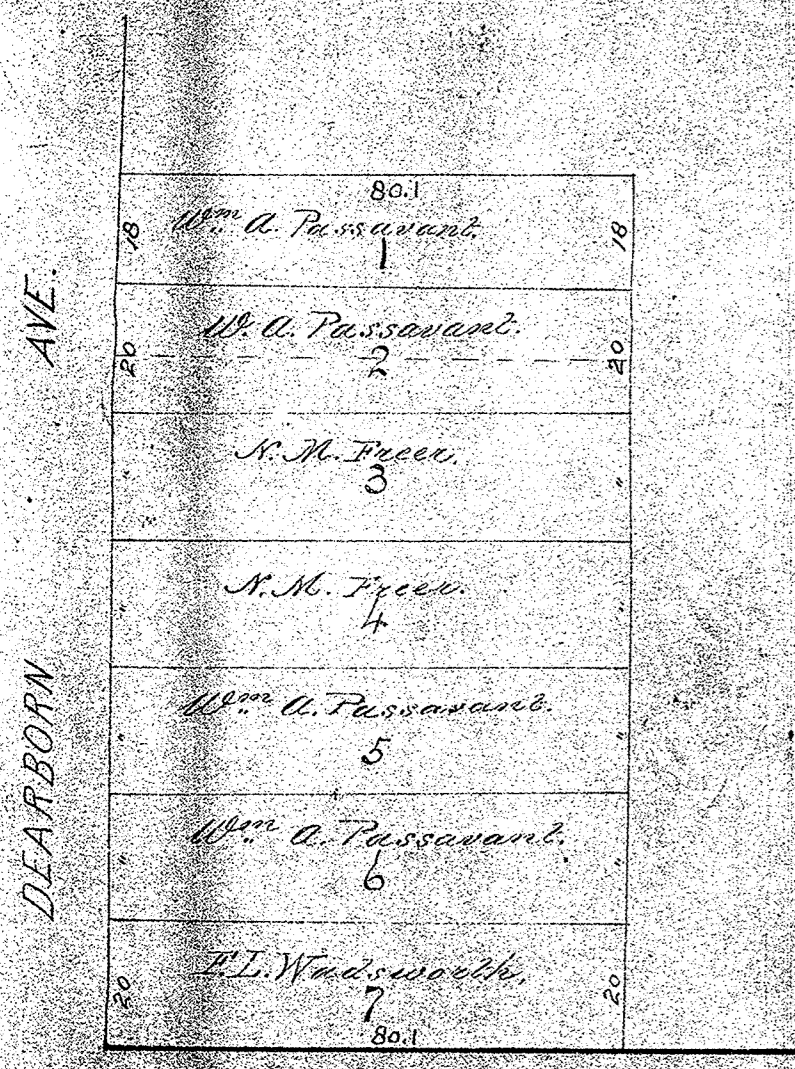 80.1
18 Wm A. Passavant. 18
1
W. A. Passavant.
20 2 20
N. M. Freer.
3
" "
N. M. Freer.
4
" "
Wm A. Passavant.
5
" "
Wm A. Passavant.
6
" "
F L. Wadsworth.
20 7 20
80.1
DEARBORN AVE.